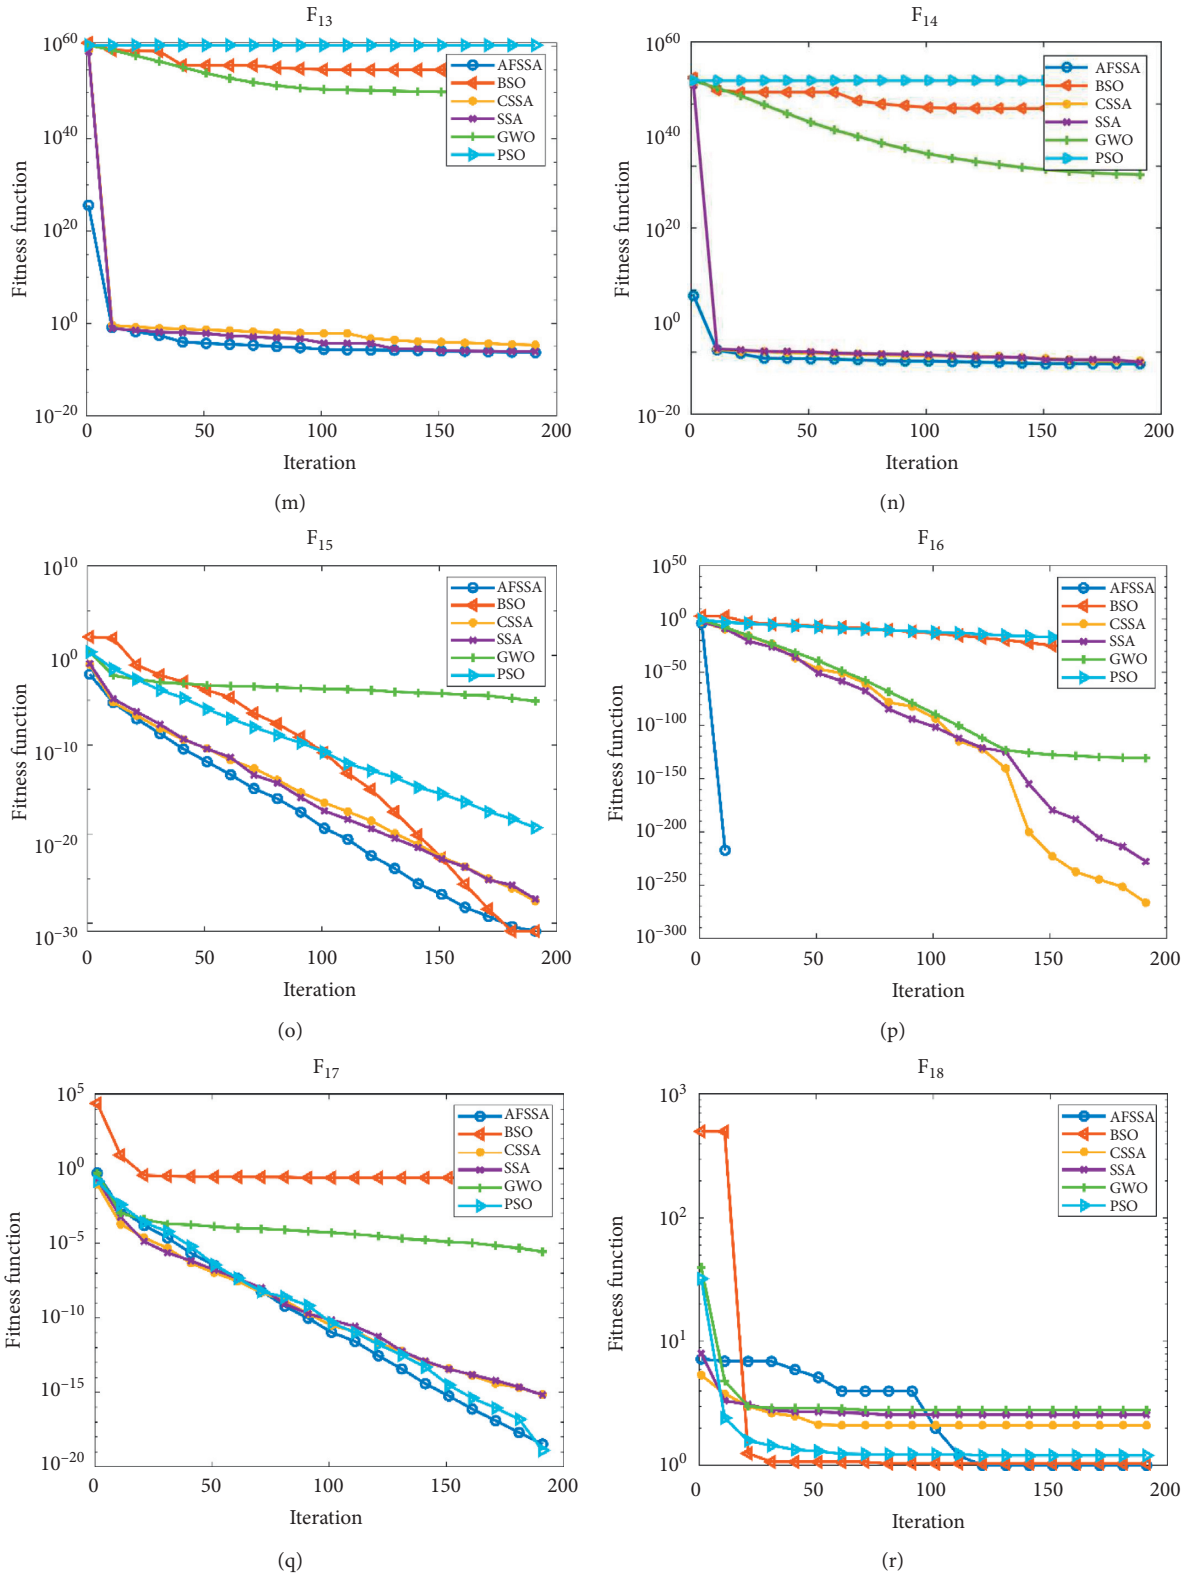 F13
10^60
10^40
10^20
10^0
10^−20
Fitness function
0 50 100 150 200
Iteration
AFSSA
BSO
CSSA
SSA
GWO
PSO
(m)
F14
10^60
10^40
10^20
10^0
10^−20
Fitness function
0 50 100 150 200
Iteration
AFSSA
BSO
CSSA
SSA
GWO
PSO
(n)
F15
10^10
10^0
10^−10
10^−20
10^−30
Fitness function
0 50 100 150 200
Iteration
AFSSA
BSO
CSSA
SSA
GWO
PSO
(o)
F16
10^50
10^0
10^−50
10^−100
10^−150
10^−200
10^−250
10^−300
Fitness function
0 50 100 150 200
Iteration
AFSSA
BSO
CSSA
SSA
GWO
PSO
(p)
F17
10^5
10^0
10^−5
10^−10
10^−15
10^−20
Fitness function
0 50 100 150 200
Iteration
AFSSA
BSO
CSSA
SSA
GWO
PSO
(q)
F18
10^3
10^2
10^1
10^0
Fitness function
0 50 100 150 200
Iteration
AFSSA
BSO
CSSA
SSA
GWO
PSO
(r)